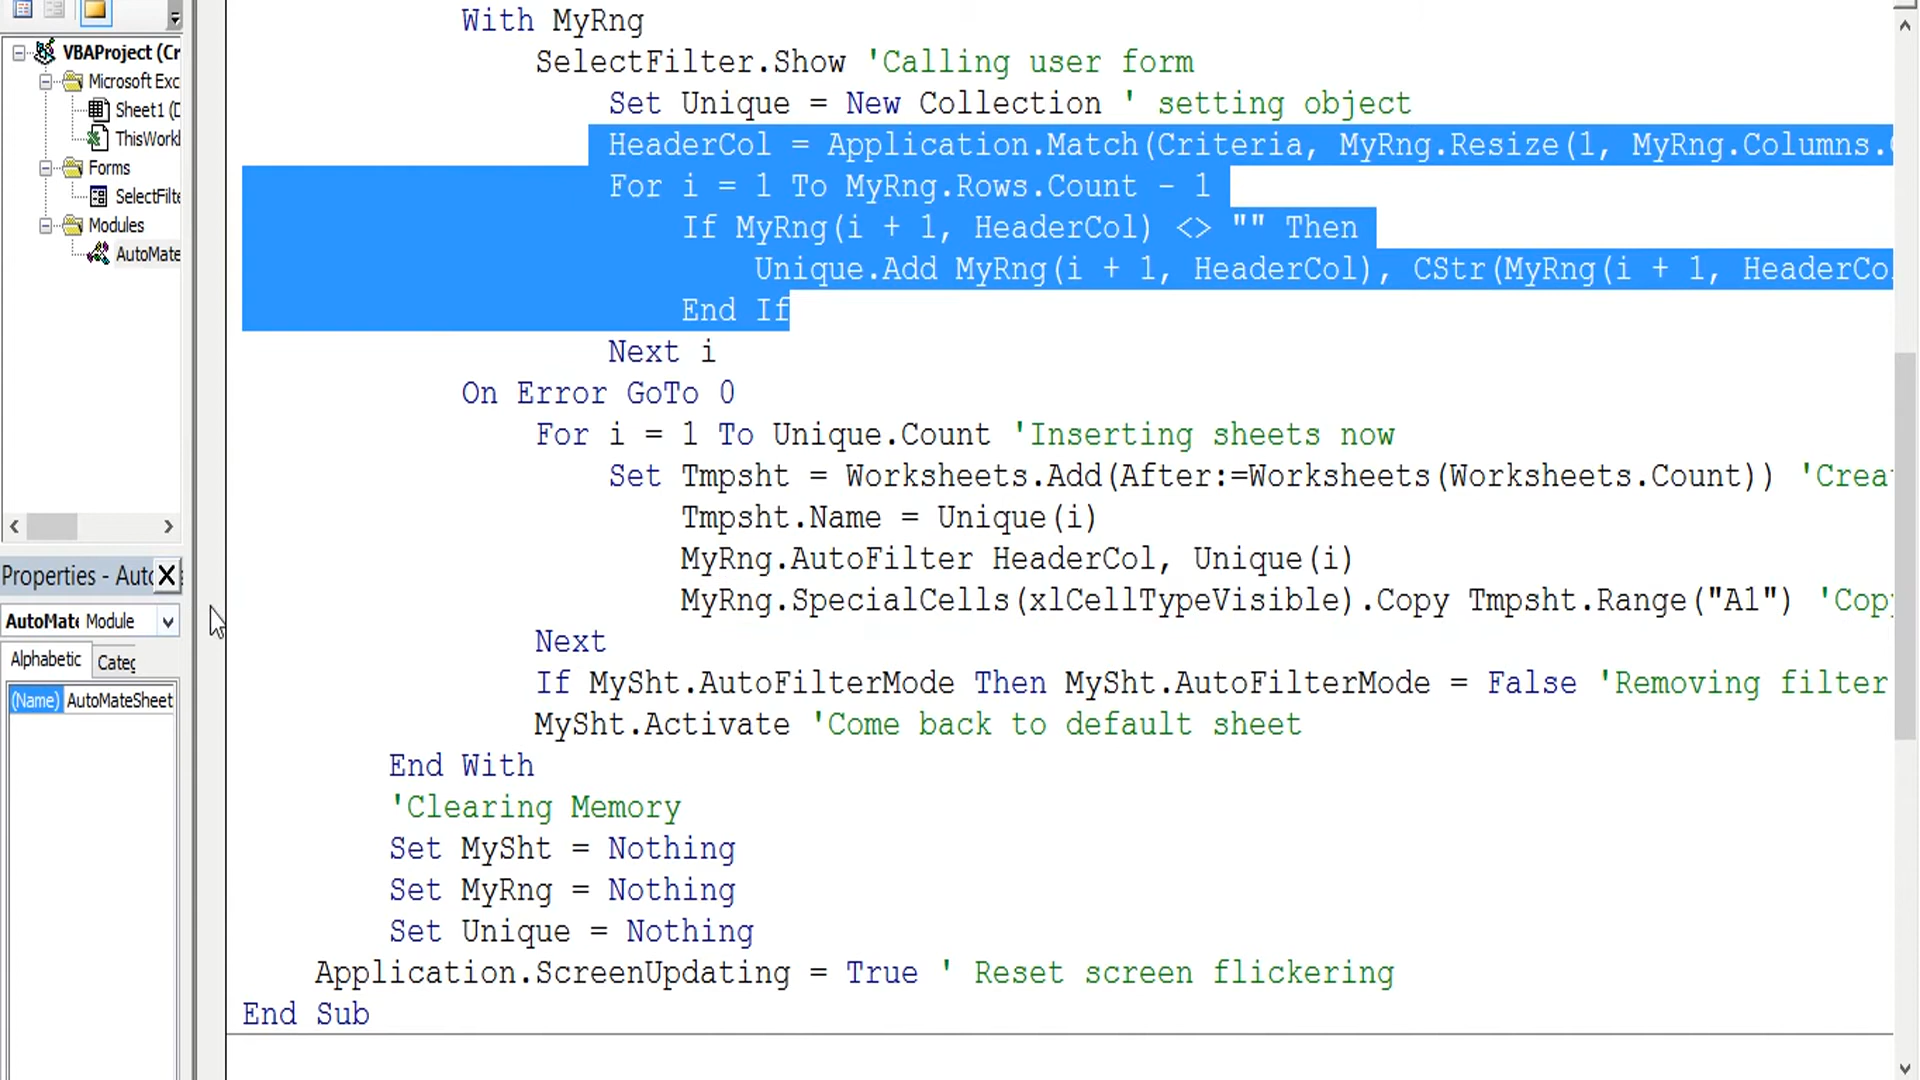 VBAProject (Cr
Microsoft Exc
Sheet1 (D
ThisWork
Forms
SelectFilte
Modules
AutoMate
Properties - Auto
AutoMate Module
Alphabetic
Categ
(Name) AutoMateSheet
With MyRng
SelectFilter.Show 'Calling user form
Set Unique = New Collection ' setting object
HeaderCol = Application.Match(Criteria, MyRng.Resize(1, MyRng.Columns.
For i = 1 To MyRng.Rows.Count - 1
If MyRng(i + 1, HeaderCol) <> "" Then
Unique.Add MyRng(i + 1, HeaderCol), CStr(MyRng(i + 1, HeaderCo
End If
Next i
On Error GoTo 0
For i = 1 To Unique.Count 'Inserting sheets now
Set Tmpsht = Worksheets.Add(After:=Worksheets(Worksheets.Count)) 'Crea
Tmpsht.Name = Unique(i)
MyRng.AutoFilter HeaderCol, Unique(i)
MyRng.SpecialCells(xlCellTypeVisible).Copy Tmpsht.Range("A1") 'Cop
Next
If MySht.AutoFilterMode Then MySht.AutoFilterMode = False 'Removing filter
MySht.Activate 'Come back to default sheet
End With
'Clearing Memory
Set MySht = Nothing
Set MyRng = Nothing
Set Unique = Nothing
Application.ScreenUpdating = True ' Reset screen flickering
End Sub